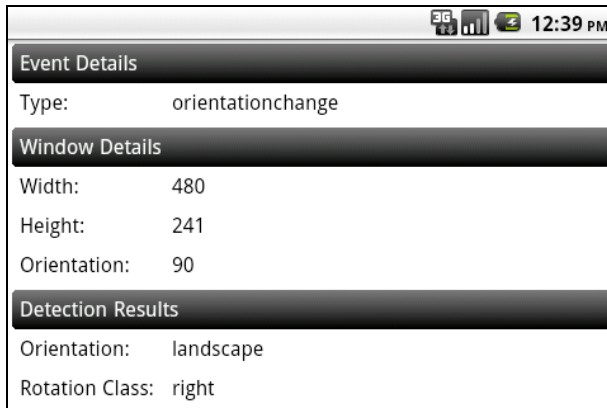 3G 12:39 PM
Event Details
Type: orientationchange
Window Details
Width: 480
Height: 241
Orientation: 90
Detection Results
Orientation: landscape
Rotation Class: right